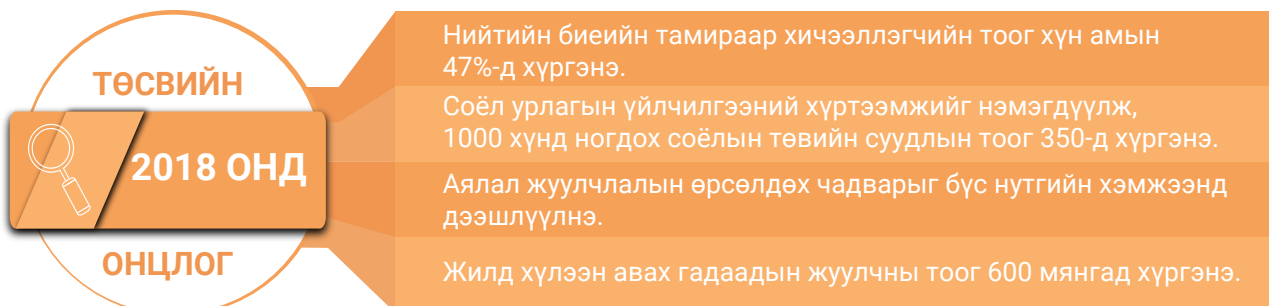 ТӨСВИЙН
2018 ОНД
ОНЦЛОГ
Нийтийн биеийн тамираар хичээллэгчийн тоог хүн амын
47%-д хүргэнэ.
Соёл урлагын үйлчилгээний хүртээмжийг нэмэгдүүлж,
1000 хүнд ногдох соёлын төвийн суудлын тоог 350-д хүргэнэ.
Аялал жуулчлалын өрсөлдөх чадварыг бүс нутгийн хэмжээнд
дээшлүүлнэ.
Жилд хүлээн авах гадаадын жуулчны тоог 600 мянгад хүргэнэ.